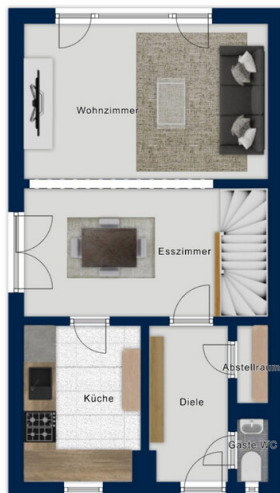 Wohnzimmer
Esszimmer
Abstellraum
Küche
Diele
Gäste-WC